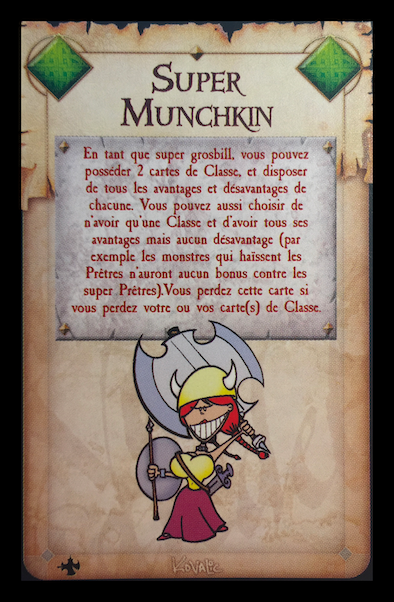 Super
Munchkin
En tant que super grosbill, vous pouvez
posséder 2 cartes de Classe, et disposer
de tous les avantages et désavantages de
chacune. Vous pouvez aussi choisir de
n'avoir qu'une Classe et d'avoir tous ses
avantages mais aucun désavantage (par
exemple les monstres qui haïssent les
Prêtres n'auront aucun bonus contre les
super Prêtres).Vous perdez cette carte si
vous perdez votre ou vos carte(s) de Classe.
Kovalic